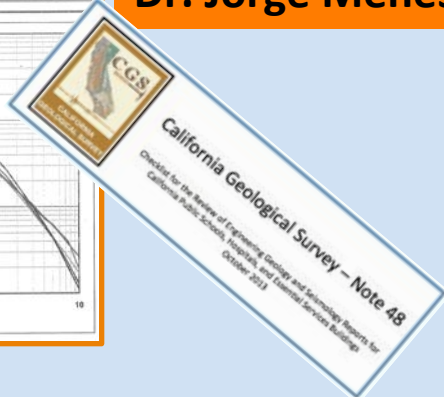 Dr. Jorge Menes
CGS
CALIFORNIA
GEOLOGICAL SURVEY
California Geological Survey – Note 48
Checklist for the Review of Engineering Geology and Seismology Reports for
California Public Schools, Hospitals, and Essential Services Buildings
October 2013
10